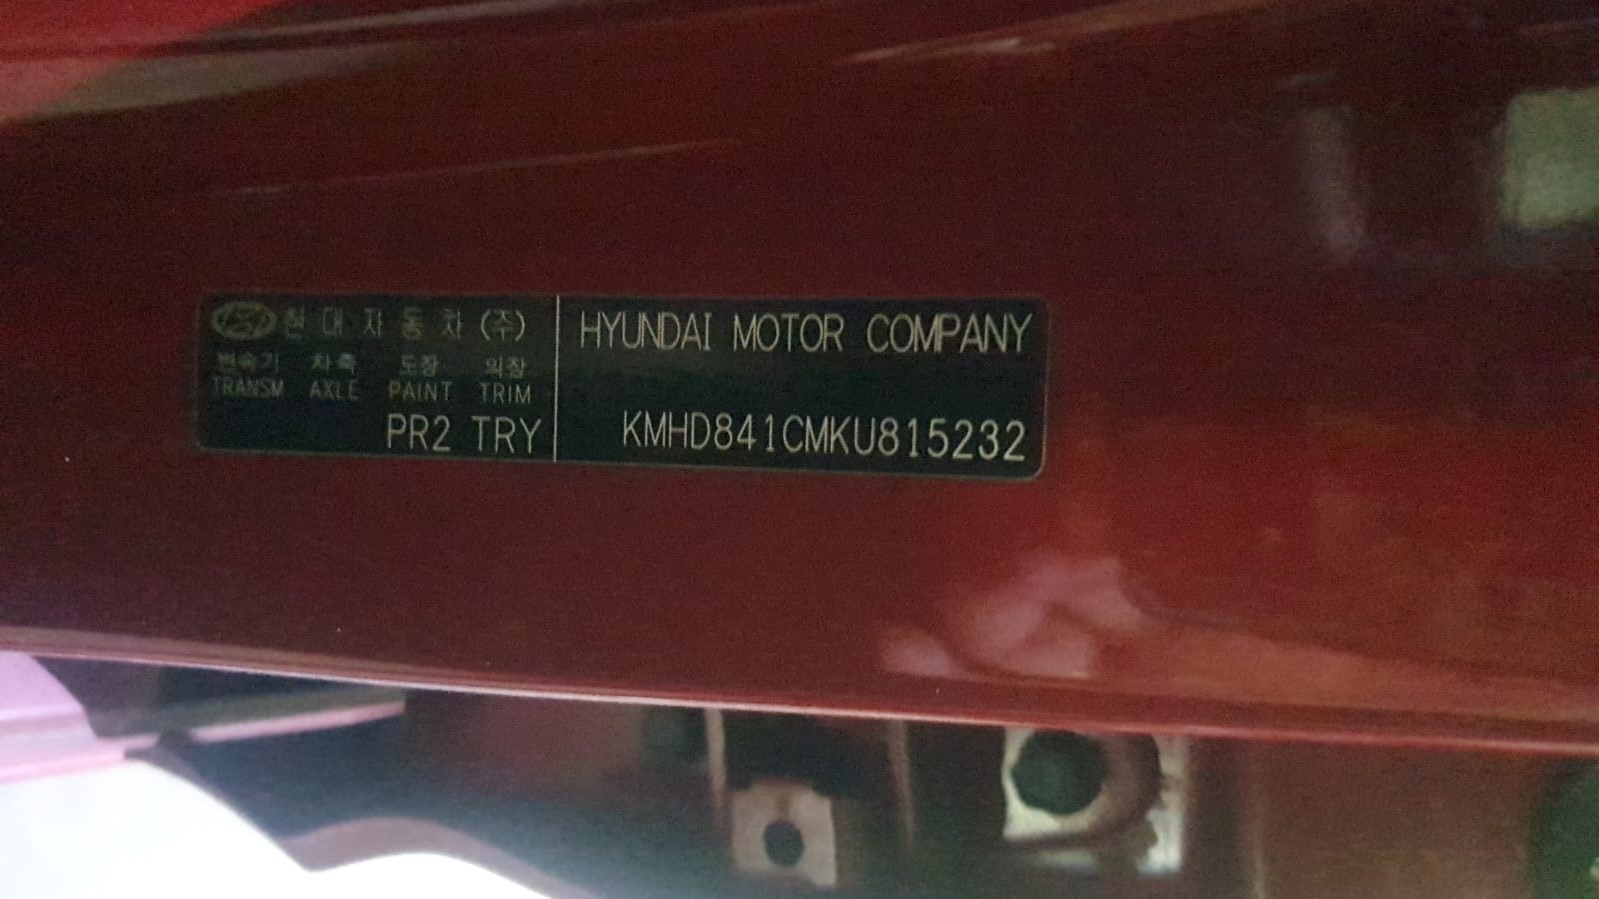 현대자동차(주)
변속기 차축 도장 의장
TRANSM AXLE PAINT TRIM
PR2 TRY
HYUNDAI MOTOR COMPANY
KMHD841CMKU815232